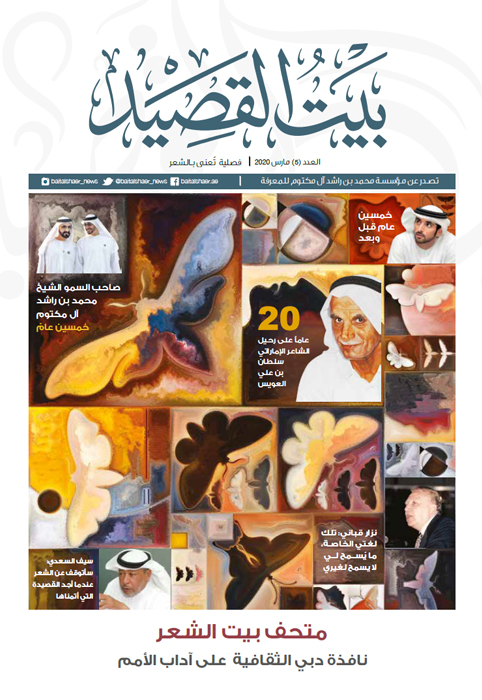 بَيْتُ القَصِيْد
العدد (5) مارس 2020 | فصلية تُعنى بالشعر
تصدر عن مؤسسة محمد بن راشد آل مكتوم للمعرفة
baitalshaer.ae
@baitalshaer_news
baitalshaer_news
خمسين
عام قبل
وبعد
صاحب السمو الشيخ
محمد بن راشد
آل مكتوم
خمسين عام
20
عاماً على رحيل
الشاعر الإماراتي
سلطان
بن علي
العويس
نزار قباني: تلك
لغتي الخاصة،
ما يُسمح لي
لا يسمح لغيري
سيف السعدي:
سأتوقف عن الشعر
عندما أجد القصيدة
التي أتمناها
متحف بيت الشعر
نافذة دبي الثقافية على آداب الأمم